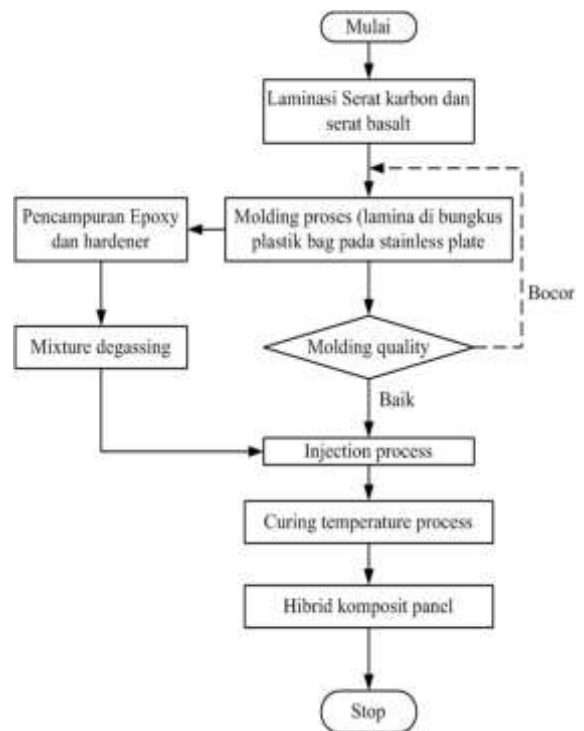 Mulai
Laminasi Serat karbon dan
serat basalt
Pencampuran Epoxy
dan hardener
Molding proses (lamina di bungkus
plastik bag pada stainless plate
Bocor
Mixture degassing
Molding quality
Baik
Injection process
Curing temperature process
Hibrid komposit panel
Stop